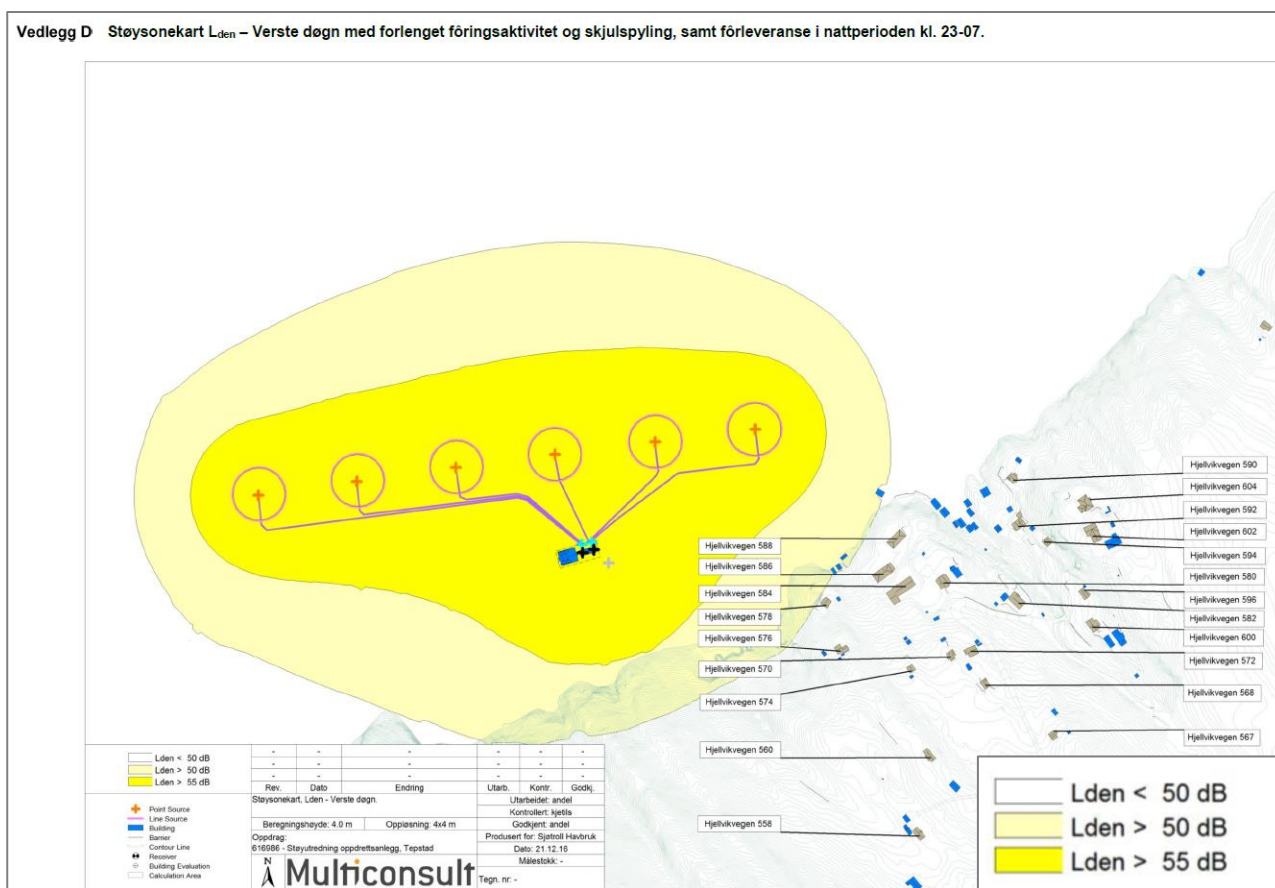 Vedlegg D Støysonekart Lden – Verste døgn med forlenget fôringsaktivitet og skjulspyling, samt fôrleveranse i nattperioden kl. 23-07.
Hjellvikvegen 590
Hjellvikvegen 604
Hjellvikvegen 592
Hjellvikvegen 602
Hjellvikvegen 594
Hjellvikvegen 580
Hjellvikvegen 596
Hjellvikvegen 582
Hjellvikvegen 600
Hjellvikvegen 572
Hjellvikvegen 568
Hjellvikvegen 567
Hjellvikvegen 588
Hjellvikvegen 586
Hjellvikvegen 584
Hjellvikvegen 578
Hjellvikvegen 576
Hjellvikvegen 570
Hjellvikvegen 574
Hjellvikvegen 560
Hjellvikvegen 558
Lden < 50 dB
Lden > 50 dB
Lden > 55 dB
Point Source
Line Source
Building
Barrier
Contour Line
Receiver
Building Evaluation
Calculation Area
- - - - - -
- - - - - -
- - - - - -
Rev. Dato Endring Utarb. Kontr. Godkj.
Støysonekart, Lden - Verste døgn.
Utarbeidet: andel
Kontrollert: kjetils
Beregningshøyde: 4.0 m Oppløsning: 4x4 m
Godkjent: andel
Oppdrag:
616986 - Støyutredning oppdrettsanlegg, Tepstad
Produsert for: Sjøtroll Havbruk
Dato: 21.12.16
Målestokk: -
N
Multiconsult
Tegn. nr: -
Lden < 50 dB
Lden > 50 dB
Lden > 55 dB